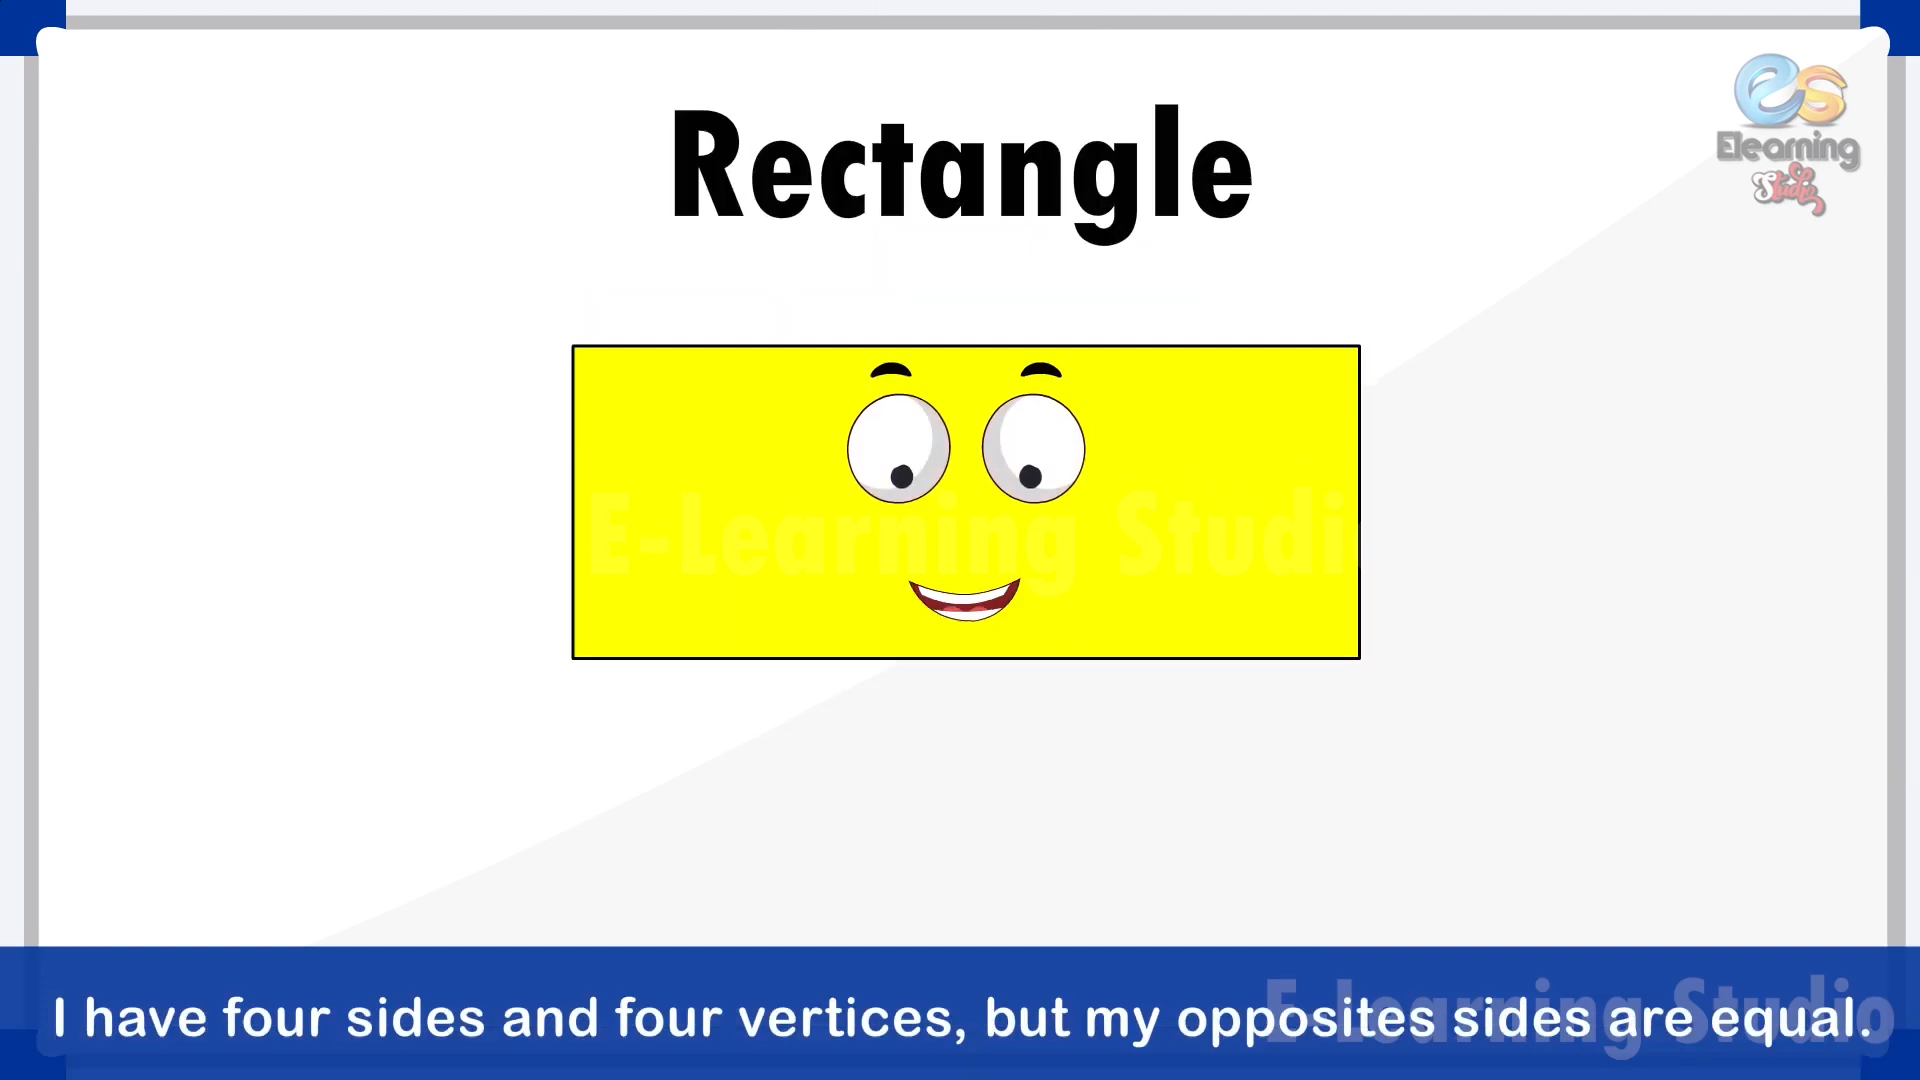 es
Elearning
Studio
Rectangle
E-Learning Studi
I have four sides and four vertices, but my opposites sides are equal.
E-Learning Studio